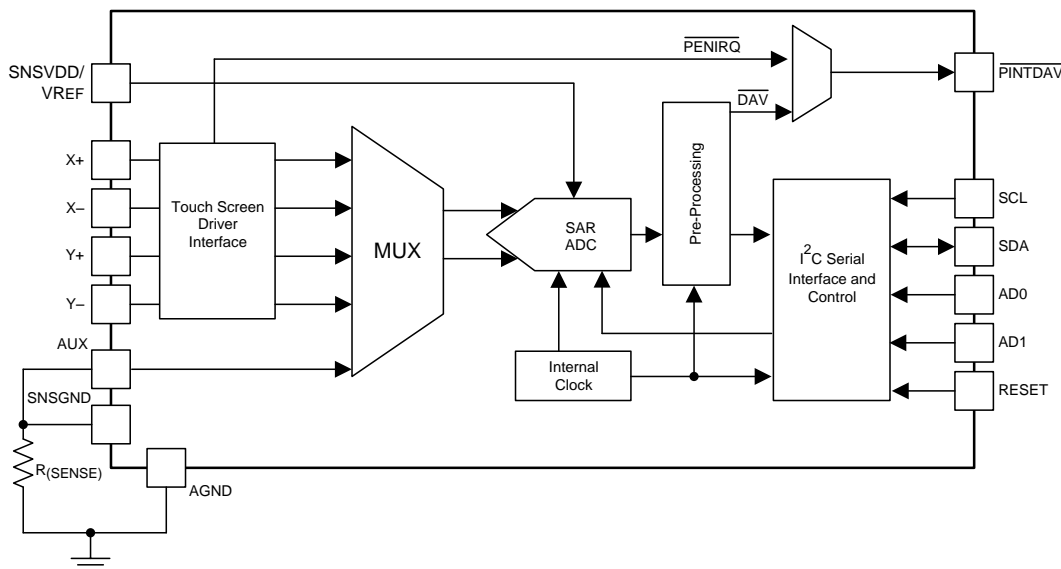 PENIRQ
SNSVDD/
VREF
PINTDAV
DAV
X+
X–
Y+
Y–
Touch Screen
Driver
Interface
MUX
SAR
ADC
Pre-Processing
I2C Serial
Interface and
Control
SCL
SDA
AD0
AD1
RESET
AUX
SNSGND
Internal
Clock
R(SENSE)
AGND